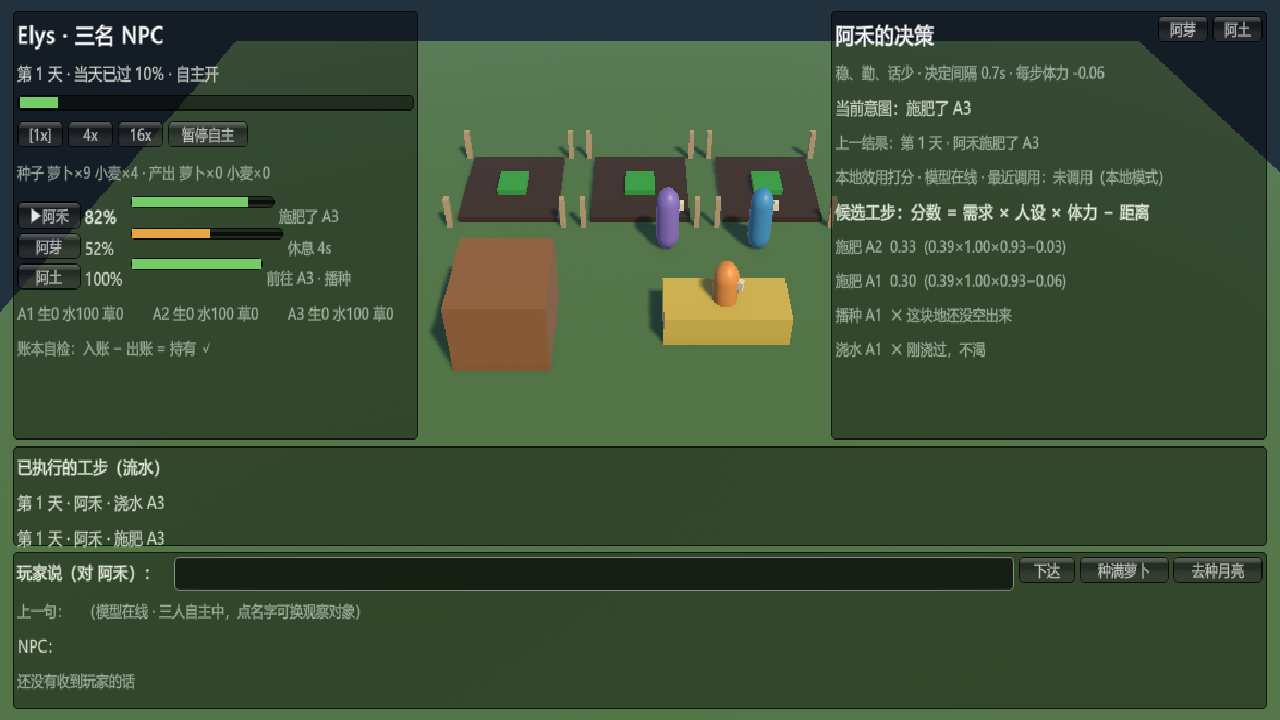 Elys · 三名 NPC
第 1 天 · 当天已过 10% · 自主开
[1x] 4x 16x 暂停自主
种子 萝卜×9 小麦×4 · 产出 萝卜×0 小麦×0
▶阿禾 82% 施肥了 A3
阿芽 52% 休息 4s
阿土 100% 前往 A3 · 播种
A1 生0 水100 草0 A2 生0 水100 草0 A3 生0 水100 草0
账本自检：入账 − 出账 = 持有 ✓
阿禾的决策 阿芽 阿土
稳、勤、话少 · 决定间隔 0.7s · 每步体力 -0.06
当前意图：施肥了 A3
上一结果：第 1 天 · 阿禾施肥了 A3
本地效用打分 · 模型在线 · 最近调用：未调用（本地模式）
候选工步：分数 = 需求 × 人设 × 体力 − 距离
施肥 A2 0.33 (0.39×1.00×0.93−0.03)
施肥 A1 0.30 (0.39×1.00×0.93−0.06)
播种 A1 ✕ 这块地还没空出来
浇水 A1 ✕ 刚浇过，不渴
已执行的工步（流水）
第 1 天 · 阿禾 · 浇水 A3
第 1 天 · 阿禾 · 施肥 A3
玩家说（对 阿禾）： 下达 种满萝卜 去种月亮
上一句： （模型在线 · 三人自主中，点名字可换观察对象）
NPC:
还没有收到玩家的话